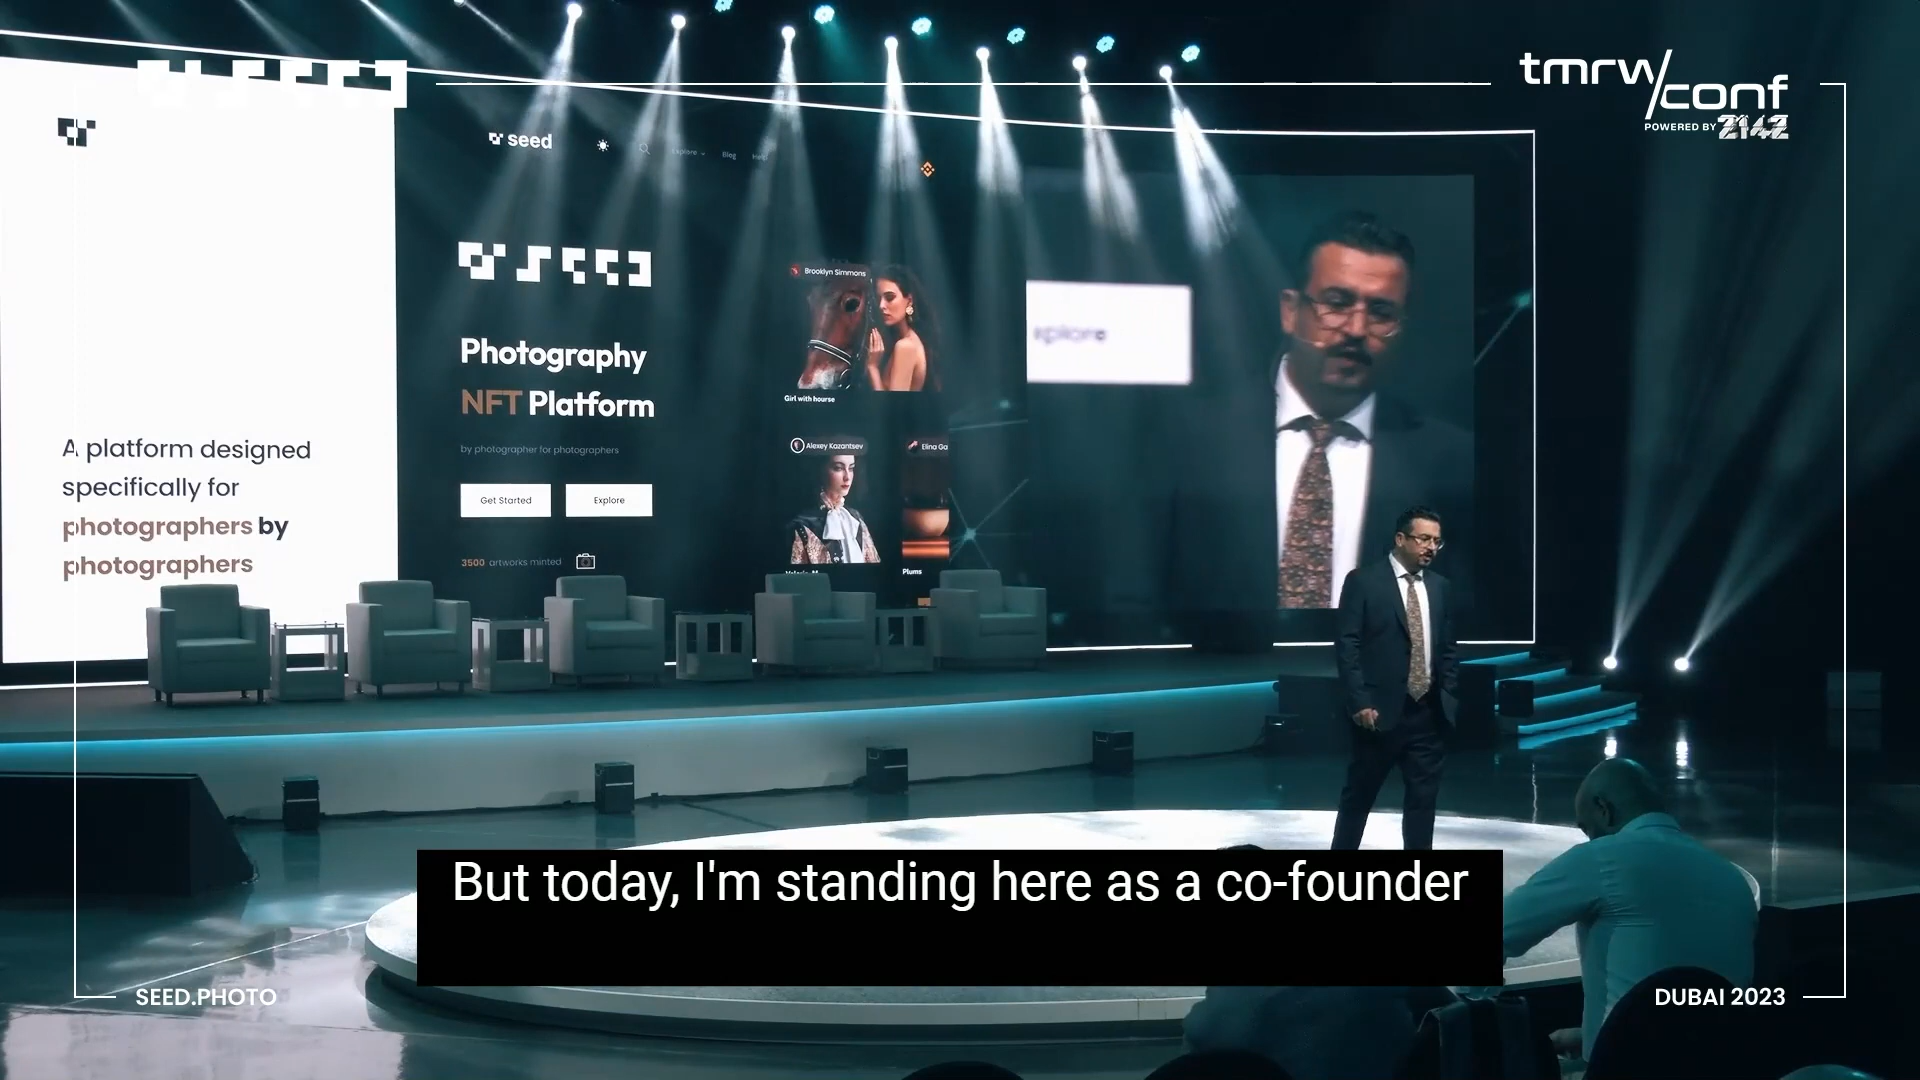 tmrw/conf
POWERED BY 2142
seed
Explore
Blog
Help
seed
Photography
NFT Platform
by photographer for photographers
Get Started
Explore
3500 artworks minted
A platform designed
specifically for
photographers by
photographers
Brooklyn Simmons
Girl with hourse
Alexey Kazantsev
Elina Ga
Plums
xplore
But today, I'm standing here as a co-founder
SEED.PHOTO
DUBAI 2023